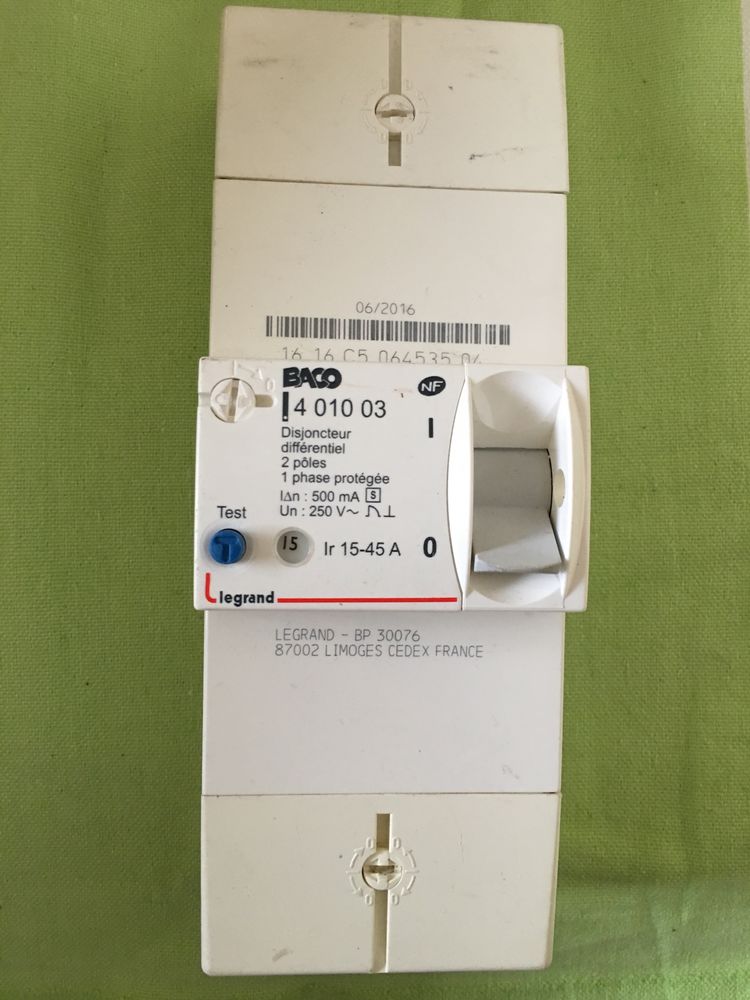 06/2016
16 16 C5 064535 04
BACO
NF
4 010 03
I
Disjoncteur
différentiel
2 pôles
1 phase protégée
I∆n : 500 mA S
Un : 250 V~
Test
15
Ir 15-45 A
0
legrand
LEGRAND - BP 30076
87002 LIMOGES CEDEX FRANCE